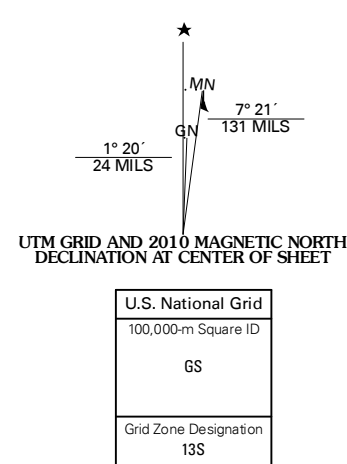 ★
MN
7° 21´
131 MILS
GN
1° 20´
24 MILS
UTM GRID AND 2010 MAGNETIC NORTH
DECLINATION AT CENTER OF SHEET
U.S. National Grid
100,000-m Square ID
GS
Grid Zone Designation
13S